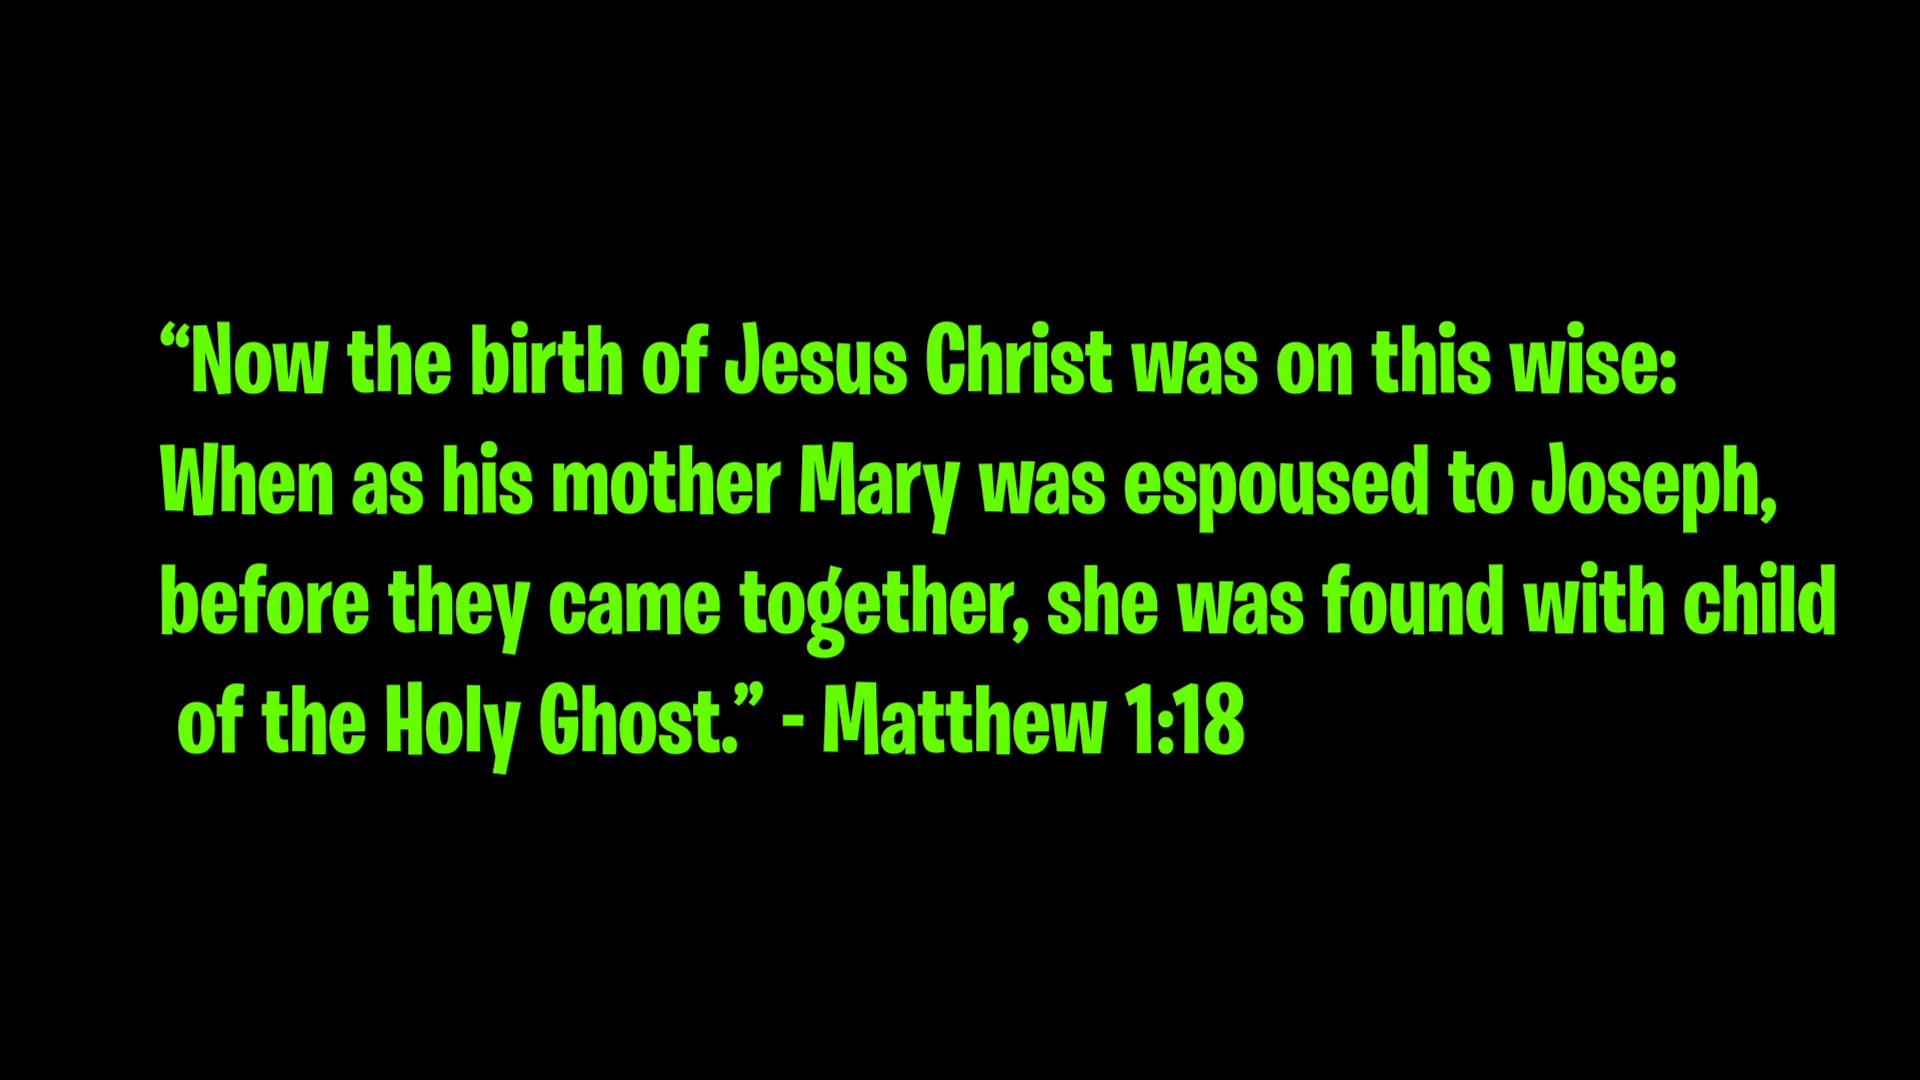 “Now the birth of Jesus Christ was on this wise:
When as his mother Mary was espoused to Joseph,
before they came together, she was found with child
of the Holy Ghost.” - Matthew 1:18